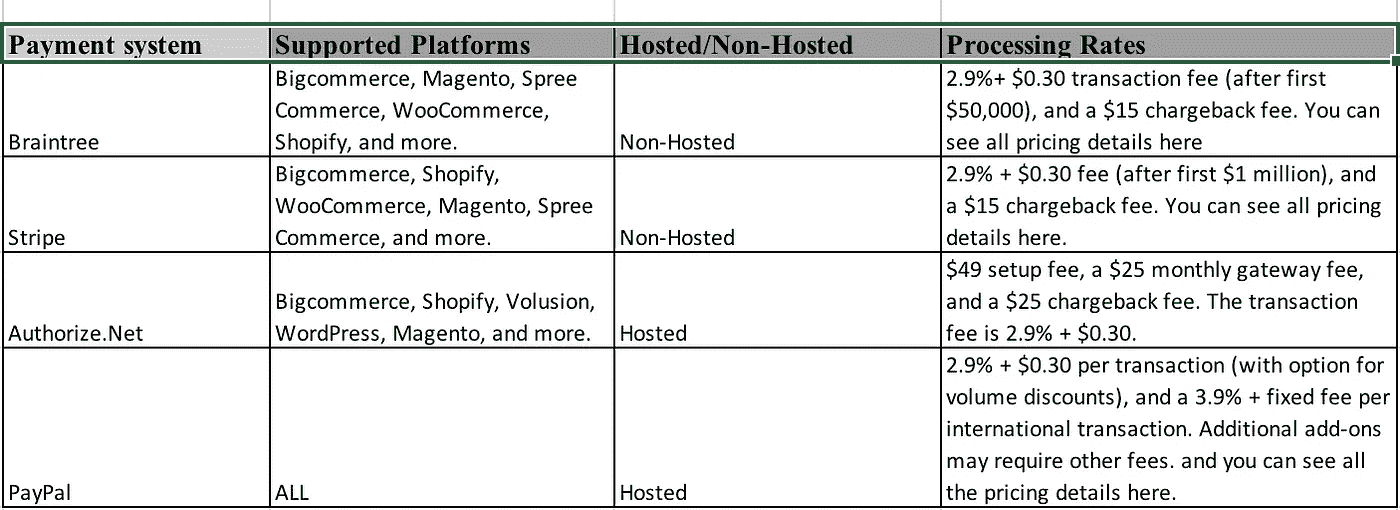 Payment system Supported Platforms Hosted/Non-Hosted Processing Rates
Bigcommerce, Magento, Spree
Commerce, WooCommerce,
Shopify, and more.
Braintree
Non-Hosted
2.9%+ $0.30 transaction fee (after first
$50,000), and a $15 chargeback fee. You can
see all pricing details here
Bigcommerce, Shopify,
WooCommerce, Magento, Spree
Commerce, and more.
Stripe
Non-Hosted
2.9% + $0.30 fee (after first $1 million), and
a $15 chargeback fee. You can see all pricing
details here.
Bigcommerce, Shopify, Volusion,
WordPress, Magento, and more.
Authorize.Net
Hosted
$49 setup fee, a $25 monthly gateway fee,
and a $25 chargeback fee. The transaction
fee is 2.9% + $0.30.
PayPal
ALL
Hosted
2.9% + $0.30 per transaction (with option for
volume discounts), and a 3.9% + fixed fee per
international transaction. Additional add-ons
may require other fees. and you can see all
the pricing details here.